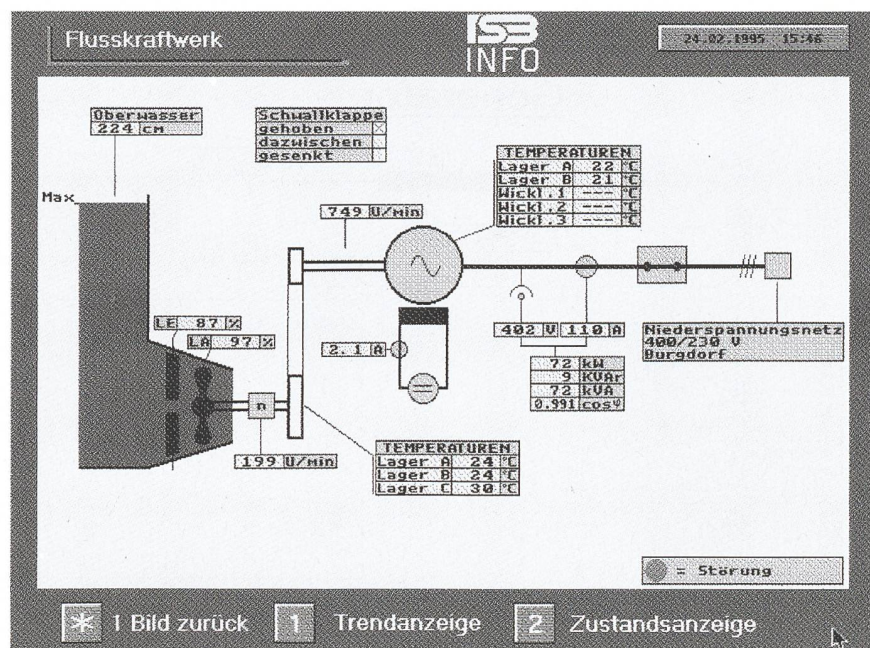 Flusskraftwerk
ISB
INFO
24.02.1995 15:46
Oberwasser
224 cm
Schwallklappe
gehoben
dazwischen
gesenkt
TEMPERATUREN
Lager A 22 °C
Lager B 21 °C
Wickl.1 --- °C
Wickl.2 --- °C
Wickl.3 --- °C
Max
749 U/min
LE 87 %
LA 97 %
2.1 A
402 V 110 A
Niederspannungsnetz
400/230 V
Burgdorf
72 kW
9 KVAr
72 kVA
0.991 cosφ
n
199 U/min
TEMPERATUREN
Lager A 24 °C
Lager B 24 °C
Lager C 30 °C
= Störung
* 1 Bild zurück 1 Trendanzeige 2 Zustandsanzeige